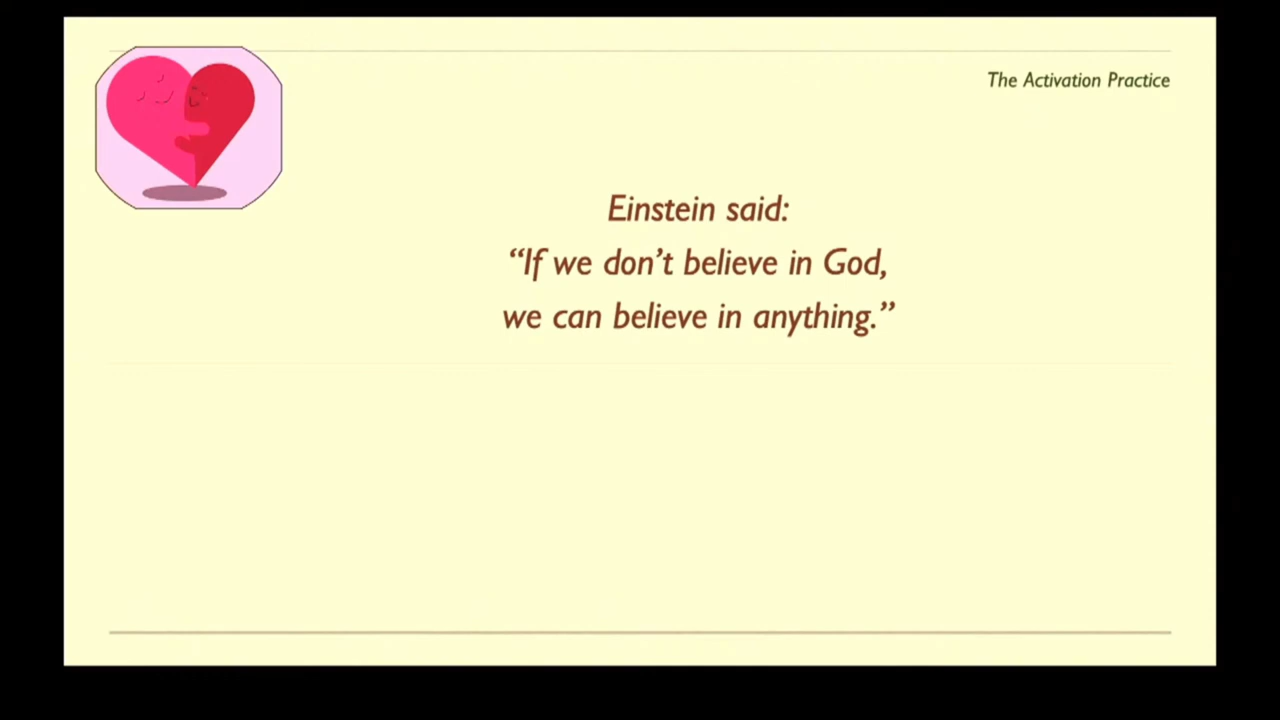 The Activation Practice
Einstein said:
“If we don’t believe in God,
we can believe in anything.”